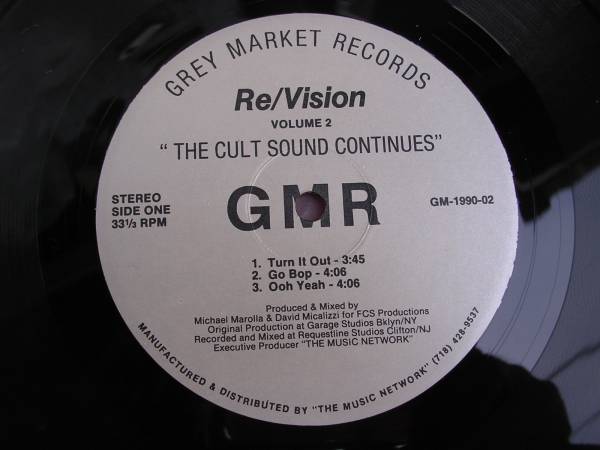 GREY MARKET RECORDS
Re/Vision
VOLUME 2
“ THE CULT SOUND CONTINUES”
STEREO
SIDE ONE
33⅓ RPM
GMR
GM-1990-02
1. Turn It Out - 3:45
2. Go Bop - 4:06
3. Ooh Yeah - 4:06
Produced & Mixed by
Michael Marolla & David Micalizzi for FCS Productions
Original Production at Garage Studios Bklyn/NY
Recorded and Mixed at Requestline Studios Clifton/NJ
Executive Producer "THE MUSIC NETWORK"
MANUFACTURED & DISTRIBUTED BY "THE MUSIC NETWORK" (718) 428-9537